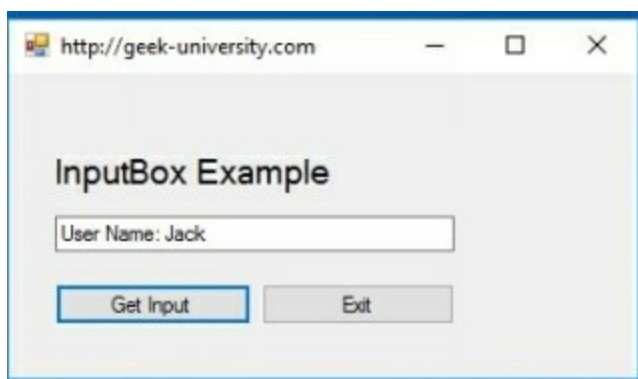 http://geek-university.com
InputBox Example
User Name: Jack
Get Input
Exit